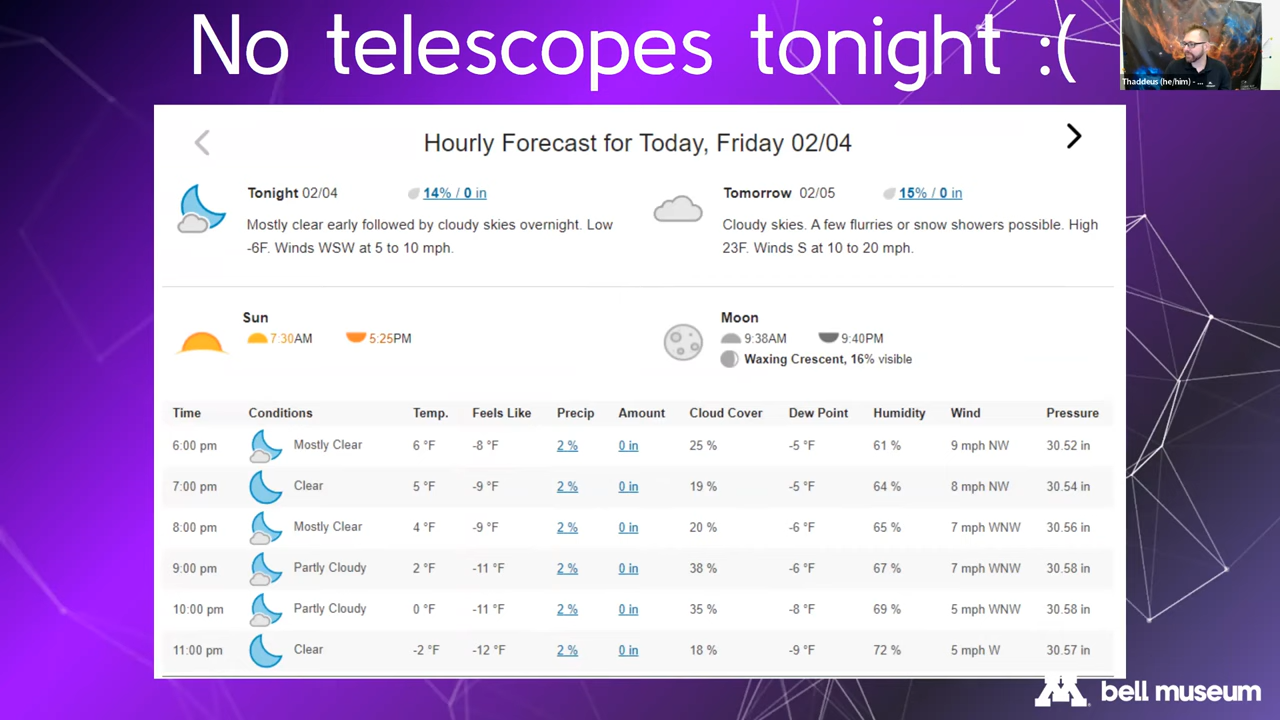 No telescopes tonight :(
Thaddeus (he/him) - ...
Hourly Forecast for Today, Friday 02/04
Tonight 02/04 14% / 0 in
Mostly clear early followed by cloudy skies overnight. Low
-6F. Winds WSW at 5 to 10 mph.
Tomorrow 02/05 15% / 0 in
Cloudy skies. A few flurries or snow showers possible. High
23F. Winds S at 10 to 20 mph.
Sun
7:30AM 5:25PM
Moon
9:38AM 9:40PM
Waxing Crescent, 16% visible
Time Conditions Temp. Feels Like Precip Amount Cloud Cover Dew Point Humidity Wind Pressure
6:00 pm Mostly Clear 6 °F -8 °F 2 % 0 in 25 % -5 °F 61 % 9 mph NW 30.52 in
7:00 pm Clear 5 °F -9 °F 2 % 0 in 19 % -5 °F 64 % 8 mph NW 30.54 in
8:00 pm Mostly Clear 4 °F -9 °F 2 % 0 in 20 % -6 °F 65 % 7 mph WNW 30.56 in
9:00 pm Partly Cloudy 2 °F -11 °F 2 % 0 in 38 % -6 °F 67 % 7 mph WNW 30.58 in
10:00 pm Partly Cloudy 0 °F -11 °F 2 % 0 in 35 % -8 °F 69 % 5 mph WNW 30.58 in
11:00 pm Clear -2 °F -12 °F 2 % 0 in 18 % -9 °F 72 % 5 mph W 30.57 in
M bell museum